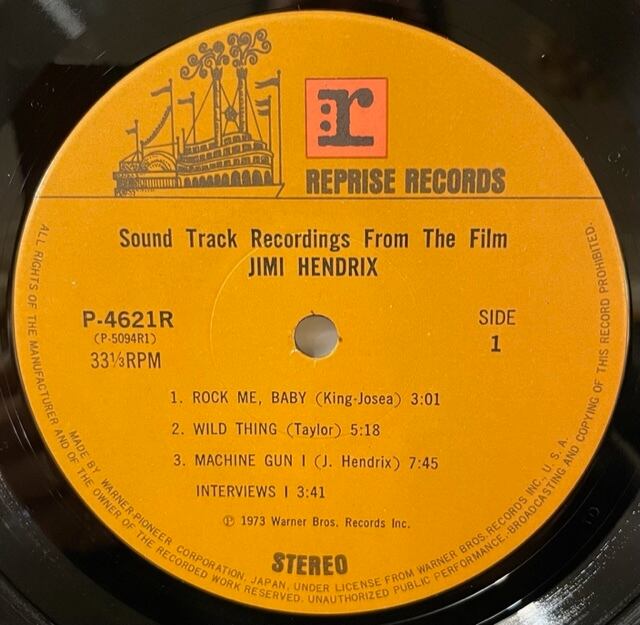 r
REPRISE RECORDS
Sound Track Recordings From The Film
JIMI HENDRIX
P-4621R
(P-5094R1)
33⅓RPM
SIDE
1
1. ROCK ME, BABY (King-Josea) 3:01
2. WILD THING (Taylor) 5:18
3. MACHINE GUN I (J. Hendrix) 7:45
INTERVIEWS I 3:41
Ⓟ 1973 Warner Bros. Records Inc.
STEREO
MADE BY WARNER-PIONEER CORPORATION, JAPAN, UNDER LICENSE FROM WARNER BROS. RECORDS INC., U. S. A.
ALL RIGHTS OF THE MANUFACTURER AND OF THE OWNER OF THE RECORDED WORK RESERVED. UNAUTHORIZED PUBLIC PERFORMANCE, BROADCASTING AND COPYING OF THIS RECORD PROHIBITED.